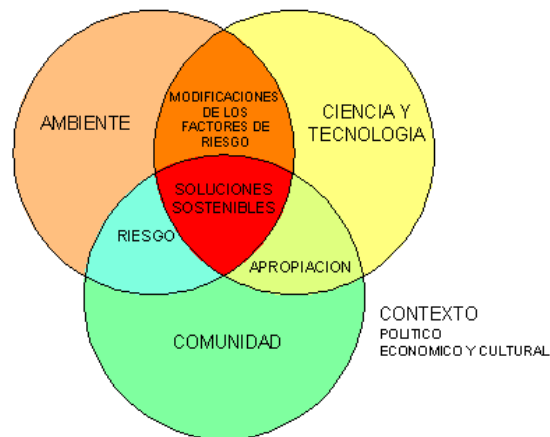 AMBIENTE
MODIFICACIONES
DE LOS
FACTORES DE
RIESGO
CIENCIA Y
TECNOLOGIA
SOLUCIONES
SOSTENIBLES
RIESGO
APROPIACION
COMUNIDAD
CONTEXTO
POLITICO
ECONOMICO Y CULTURAL